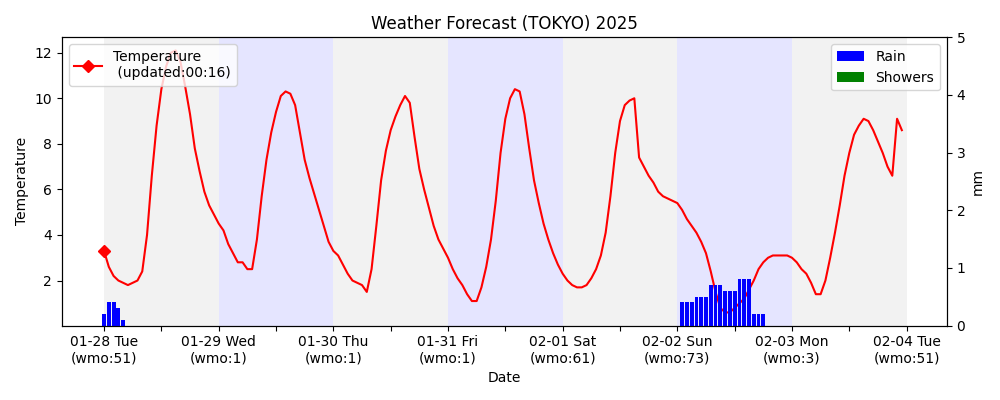 Weather Forecast (TOKYO) 2025
Temperature
(updated:00:16)
Rain
Showers
12
10
8
6
4
2
Temperature
5
4
3
2
1
0
mm
01-28 Tue
(wmo:51)
01-29 Wed
(wmo:1)
01-30 Thu
(wmo:1)
01-31 Fri
(wmo:1)
02-01 Sat
(wmo:61)
02-02 Sun
(wmo:73)
02-03 Mon
(wmo:3)
02-04 Tue
(wmo:51)
Date